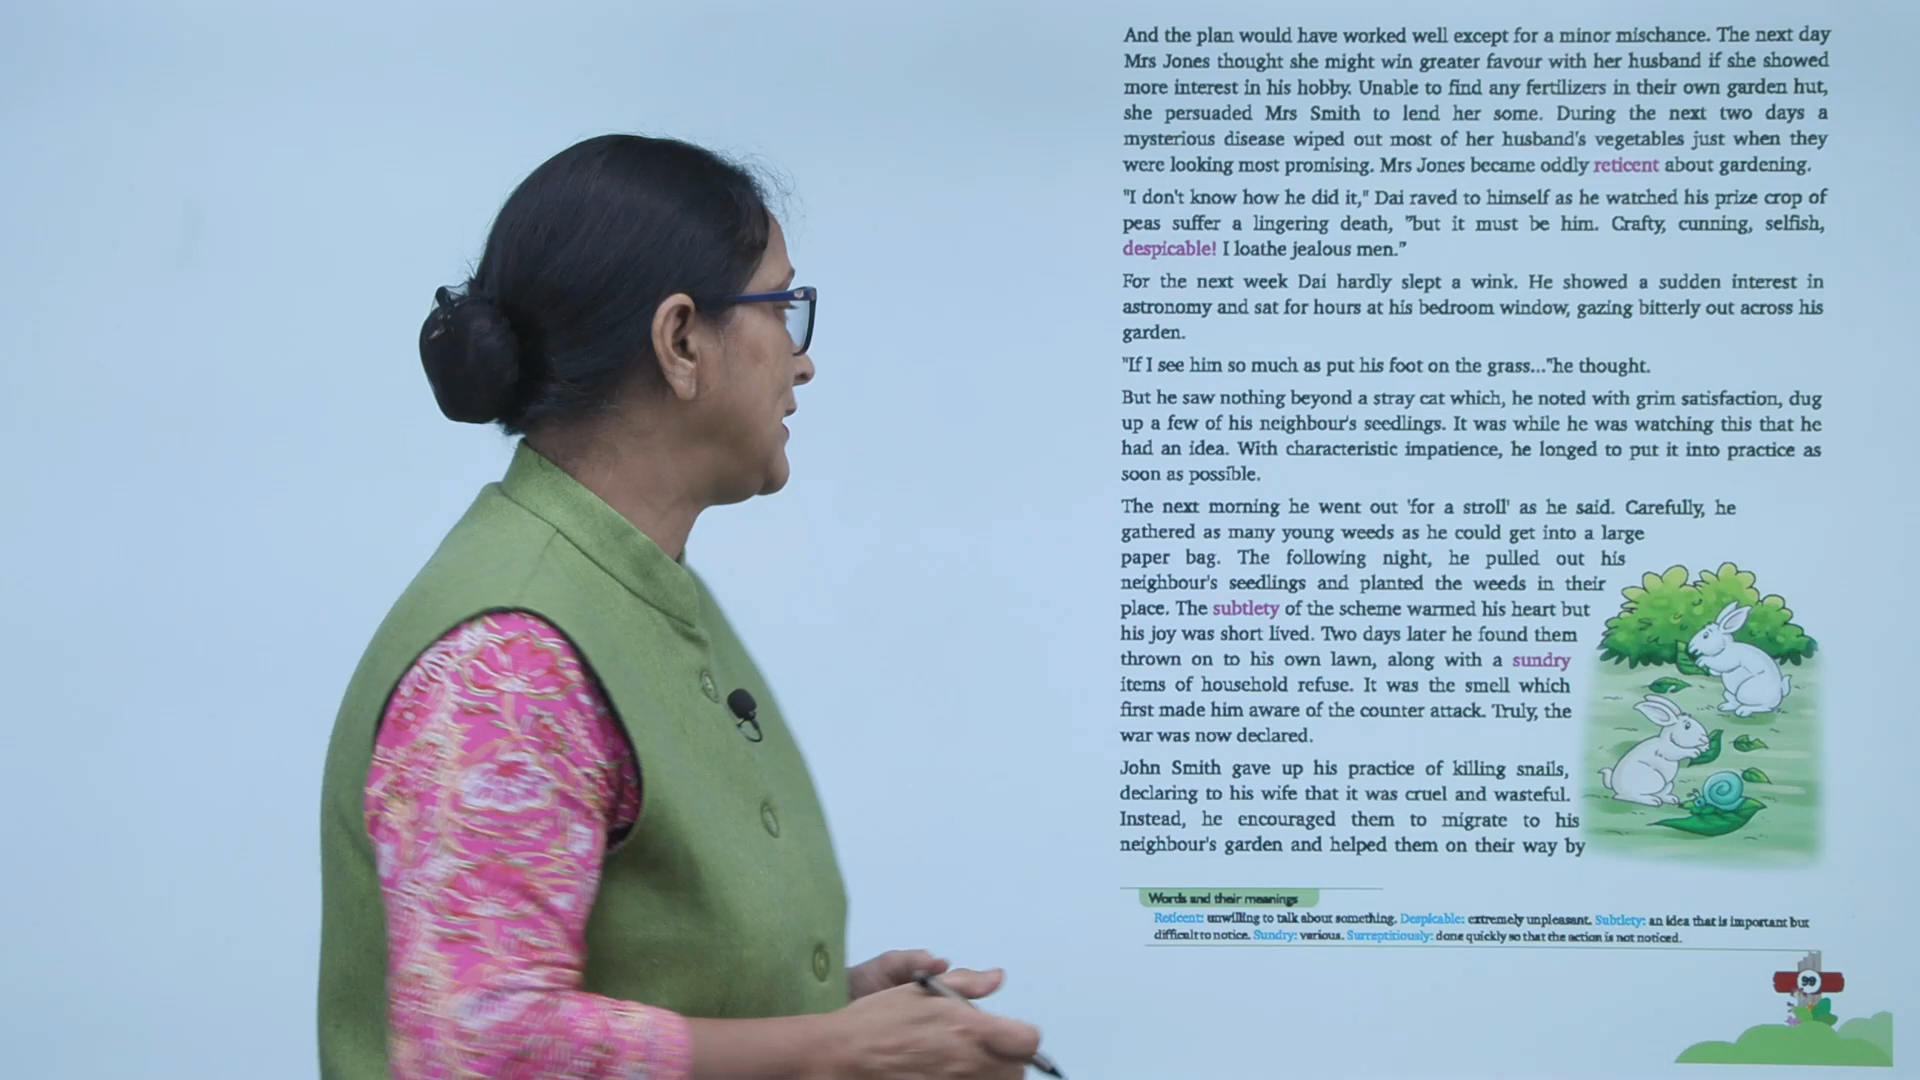 And the plan would have worked well except for a minor mischance. The next day
Mrs Jones thought she might win greater favour with her husband if she showed
more interest in his hobby. Unable to find any fertilizers in their own garden hut,
she persuaded Mrs Smith to lend her some. During the next two days a
mysterious disease wiped out most of her husband's vegetables just when they
were looking most promising. Mrs Jones became oddly reticent about gardening.
"I don't know how he did it," Dai raved to himself as he watched his prize crop of
peas suffer a lingering death, "but it must be him. Crafty, cunning, selfish,
despicable! I loathe jealous men."
For the next week Dai hardly slept a wink. He showed a sudden interest in
astronomy and sat for hours at his bedroom window, gazing bitterly out across his
garden.
"If I see him so much as put his foot on the grass..."he thought.
But he saw nothing beyond a stray cat which, he noted with grim satisfaction, dug
up a few of his neighbour's seedlings. It was while he was watching this that he
had an idea. With characteristic impatience, he longed to put it into practice as
soon as possible.
The next morning he went out 'for a stroll' as he said. Carefully, he
gathered as many young weeds as he could get into a large
paper bag. The following night, he pulled out his
neighbour's seedlings and planted the weeds in their
place. The subtlety of the scheme warmed his heart but
his joy was short lived. Two days later he found them
thrown on to his own lawn, along with a sundry
items of household refuse. It was the smell which
first made him aware of the counter attack. Truly, the
war was now declared.
John Smith gave up his practice of killing snails,
declaring to his wife that it was cruel and wasteful.
Instead, he encouraged them to migrate to his
neighbour's garden and helped them on their way by
Words and their meanings
Reticent: unwilling to talk about something. Despicable: extremely unpleasant. Subtlety: an idea that is important but
difficult to notice. Sundry: various. Surreptitiously: done quickly so that the action is not noticed.
99